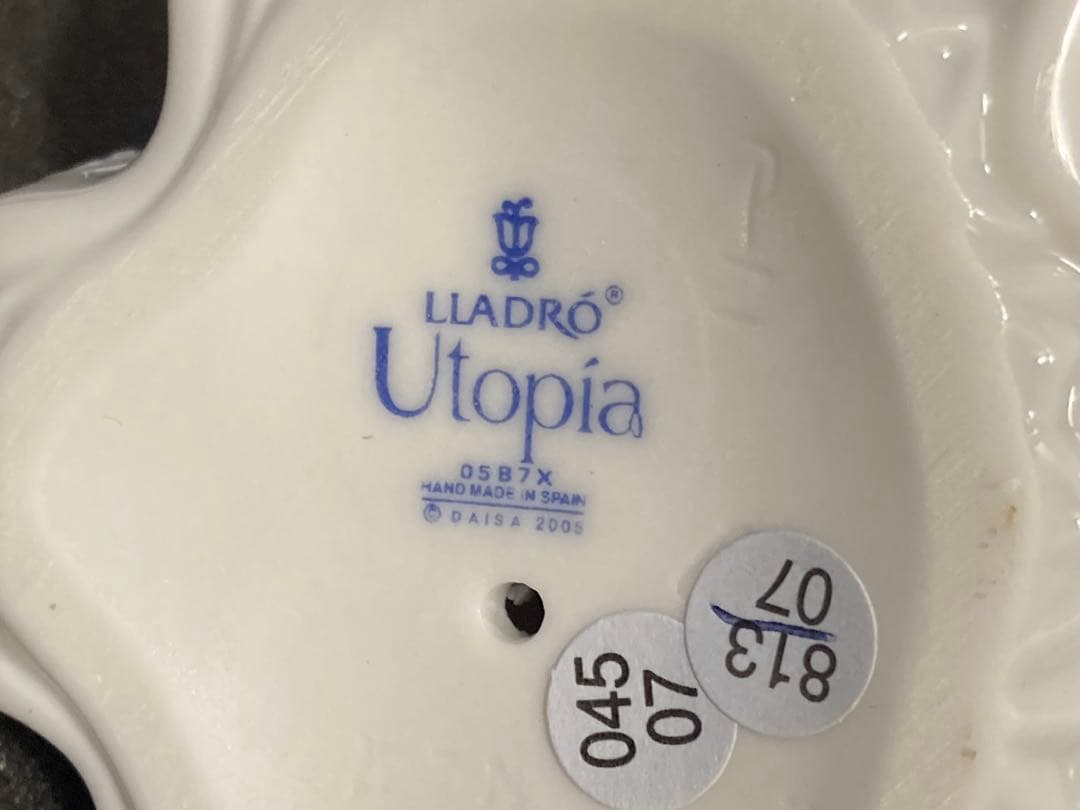 LLADRÓ®
Utopía
05B7X
HAND MADE IN SPAIN
© DAISA 2005
045
07
813
07